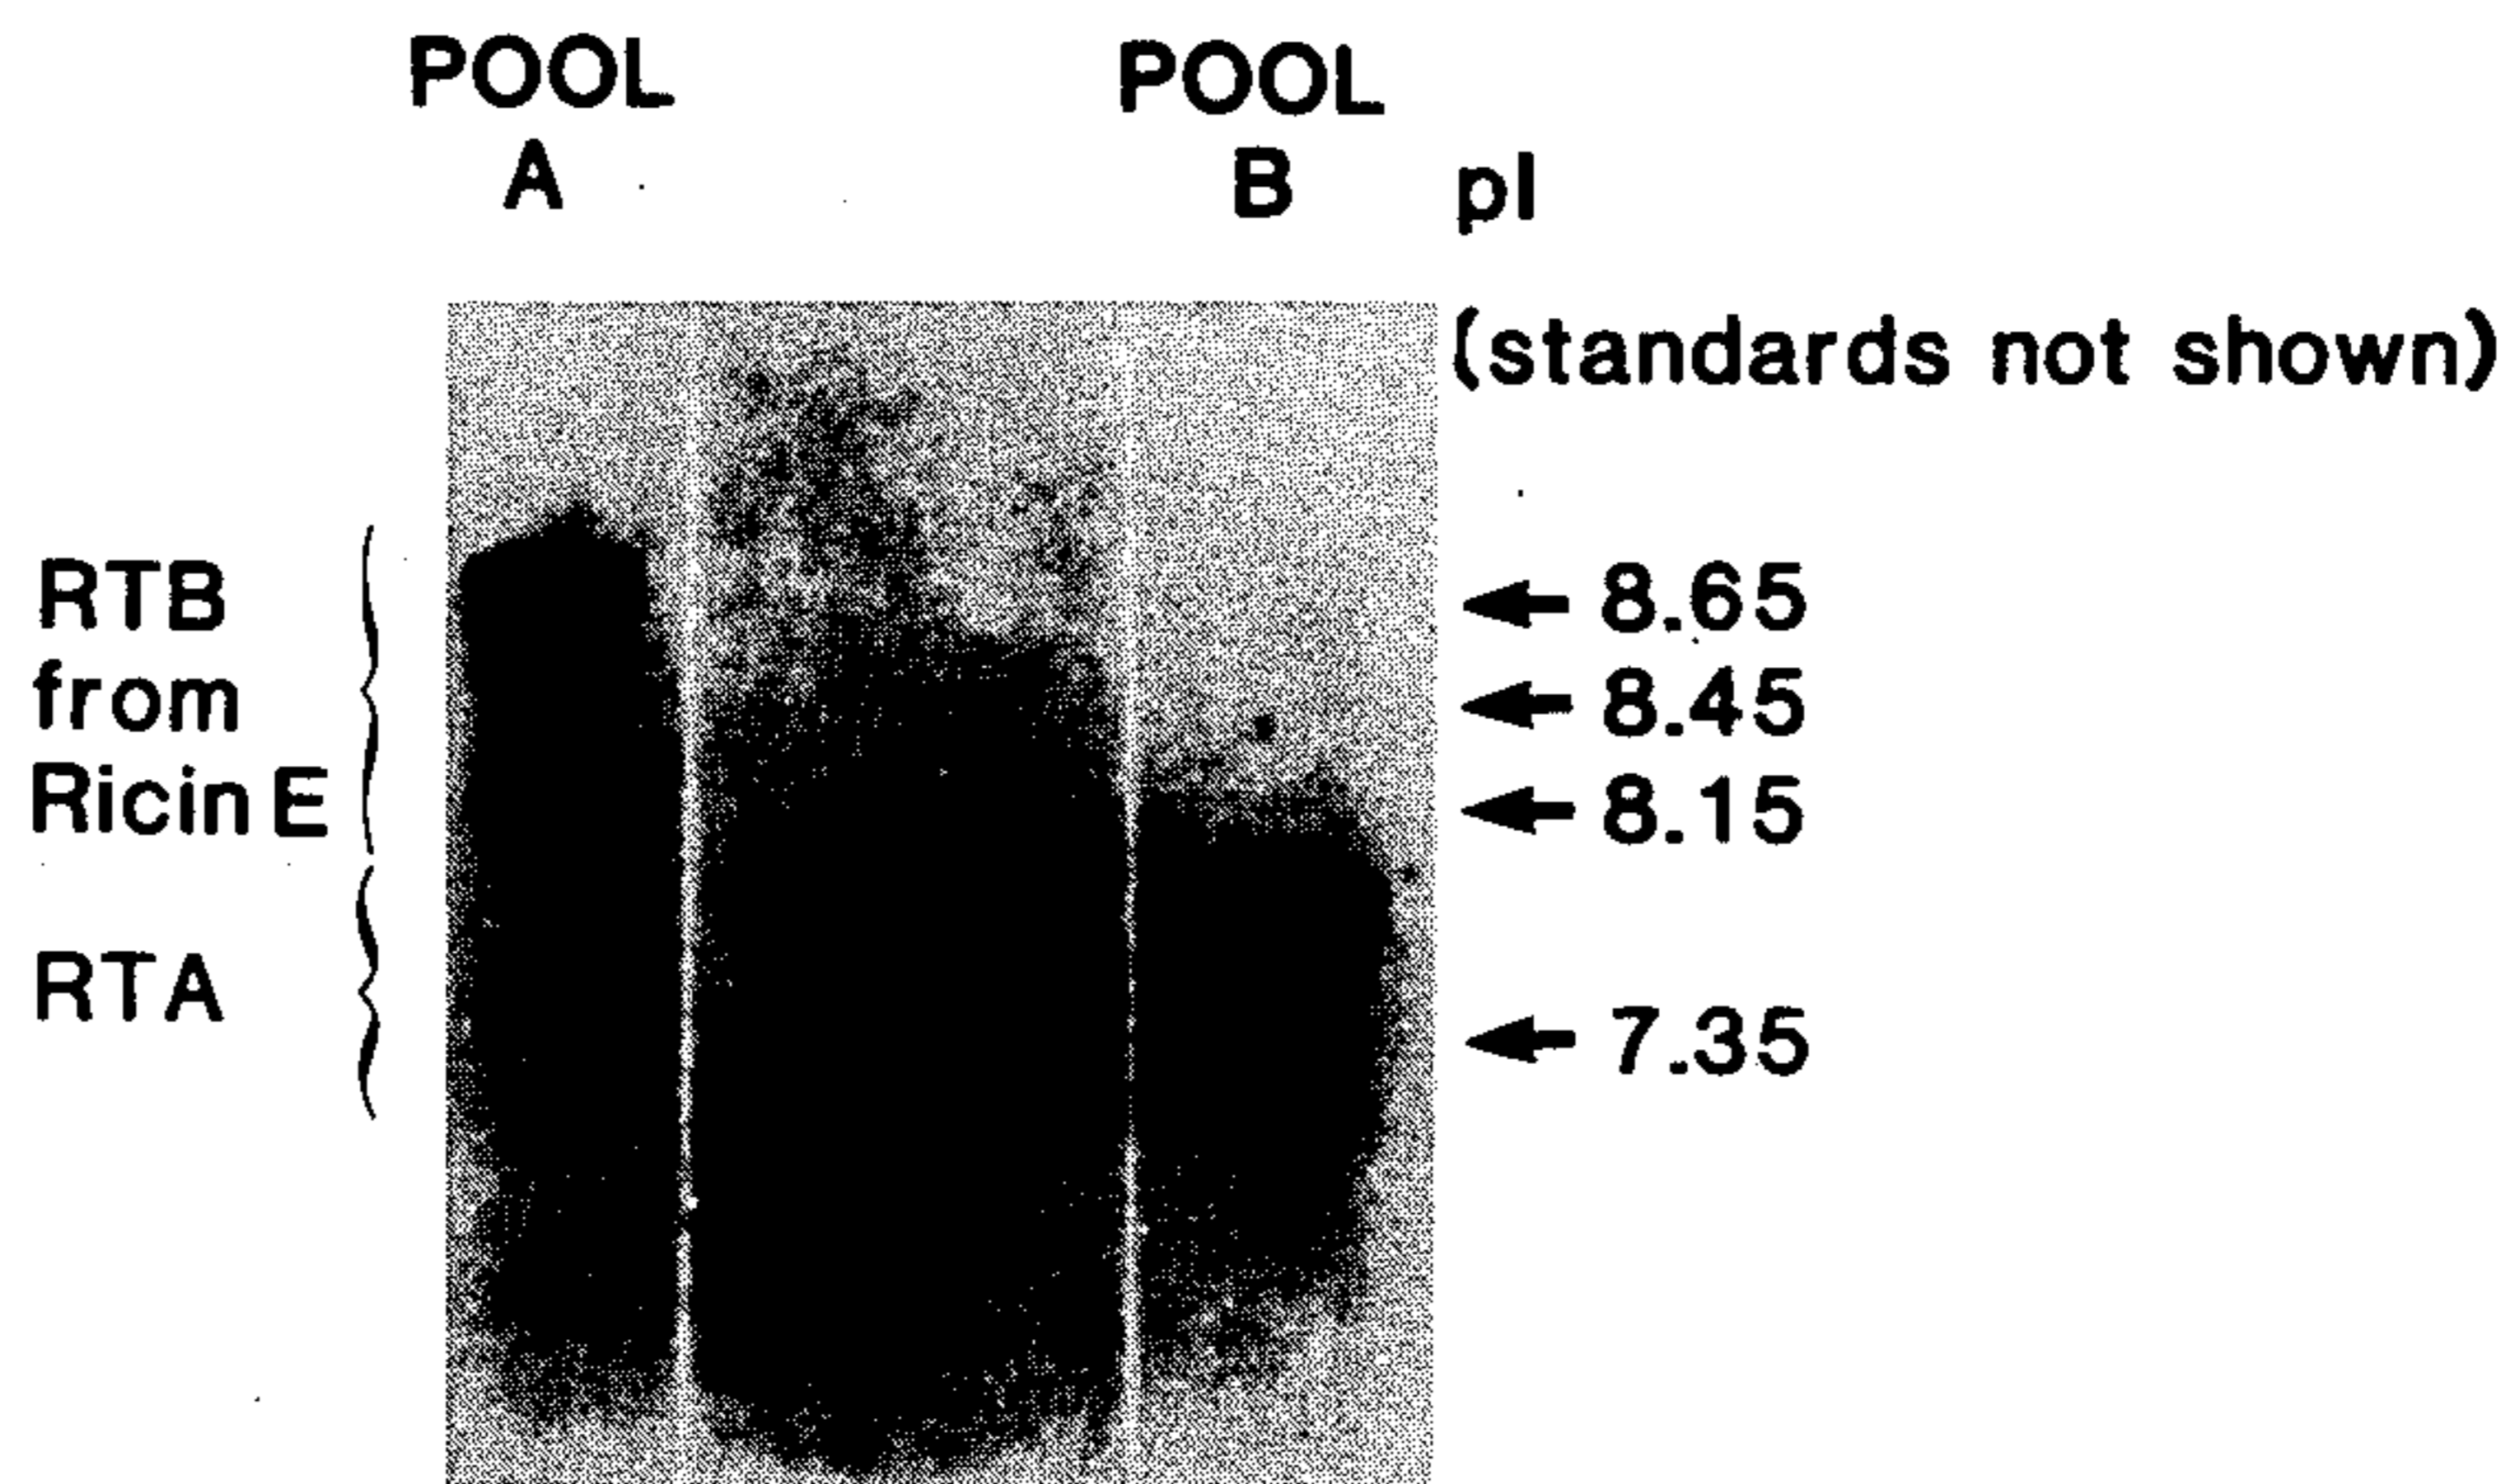 POOL
A
POOL
B
pI
(standards not shown)
RTB
from
Ricin E
RTA
8.65
8.45
8.15
7.35